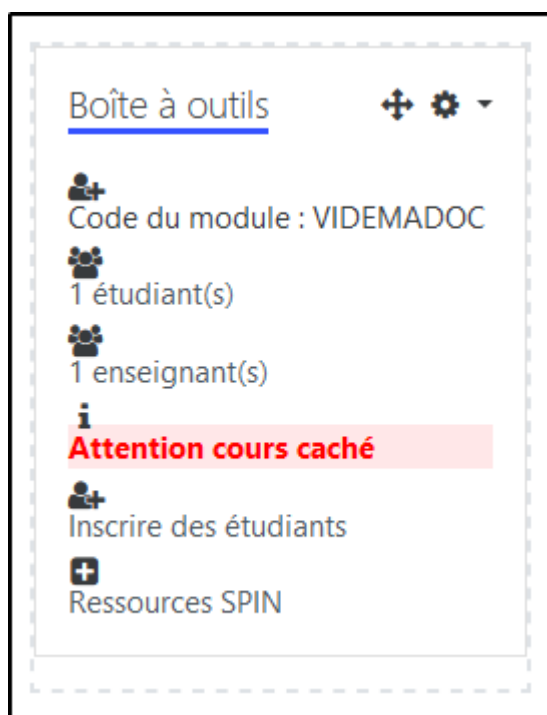 Boîte à outils
Code du module : VIDEMADOC
1 étudiant(s)
1 enseignant(s)
Attention cours caché
Inscrire des étudiants
Ressources SPIN